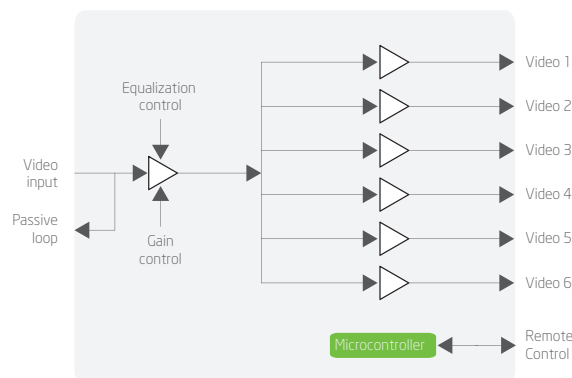 Video 1
Equalization
control
Video 2
Video 3
Video
input
Video 4
Passive
loop
Gain
control
Video 5
Video 6
Microcontroller
Remote
Control